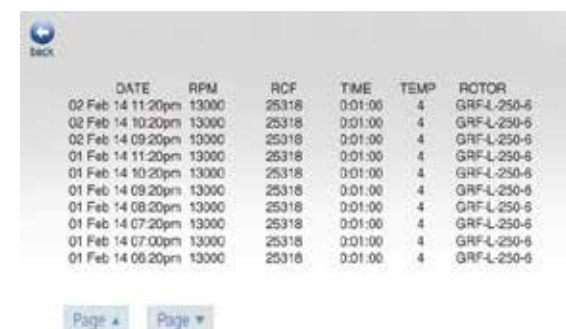 back
DATE RPM RCF TIME TEMP ROTOR
02 Feb 14 11:20pm 13000 25318 0:01:00 4 GRF-L-250-6
02 Feb 14 10:20pm 13000 25318 0:01:00 4 GRF-L-250-6
02 Feb 14 09:20pm 13000 25318 0:01:00 4 GRF-L-250-6
01 Feb 14 11:20pm 13000 25318 0:01:00 4 GRF-L-250-6
01 Feb 14 10:20pm 13000 25318 0:01:00 4 GRF-L-250-6
01 Feb 14 09:20pm 13000 25318 0:01:00 4 GRF-L-250-6
01 Feb 14 08:20pm 13000 25318 0:01:00 4 GRF-L-250-6
01 Feb 14 07:20pm 13000 25318 0:01:00 4 GRF-L-250-6
01 Feb 14 07:00pm 13000 25318 0:01:00 4 GRF-L-250-6
01 Feb 14 06:20pm 13000 25318 0:01:00 4 GRF-L-250-6
Page ▲ Page ▼